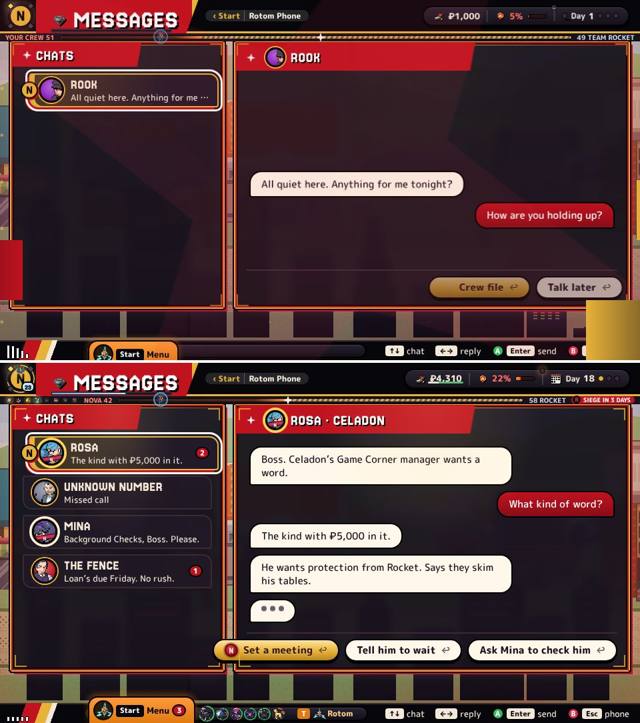 N
MESSAGES
Start Rotom Phone
₽1,000
5%
Day 1
YOUR CREW 51
49 TEAM ROCKET
CHATS
N
ROOK
All quiet here. Anything for me ...
ROOK
All quiet here. Anything for me tonight?
How are you holding up?
Crew file
Talk later
Start Menu
chat
reply
A Enter send
B
N
MESSAGES
Start Rotom Phone
₽4,310
22%
Day 18
NOVA 42
58 ROCKET
SIEGE IN 3 DAYS
CHATS
N
ROSA
The kind with ₽5,000 in it.
2
UNKNOWN NUMBER
Missed call
MINA
Background Checks, Boss. Please.
THE FENCE
Loan's due Friday. No rush.
1
ROSA · CELADON
Boss. Celadon's Game Corner manager wants a
word.
What kind of word?
The kind with ₽5,000 in it.
He wants protection from Rocket. Says they skim
his tables.
N Set a meeting
Tell him to wait
Ask Mina to check him
Start Menu 3
T Rotom
chat
reply
A Enter send
B Esc phone